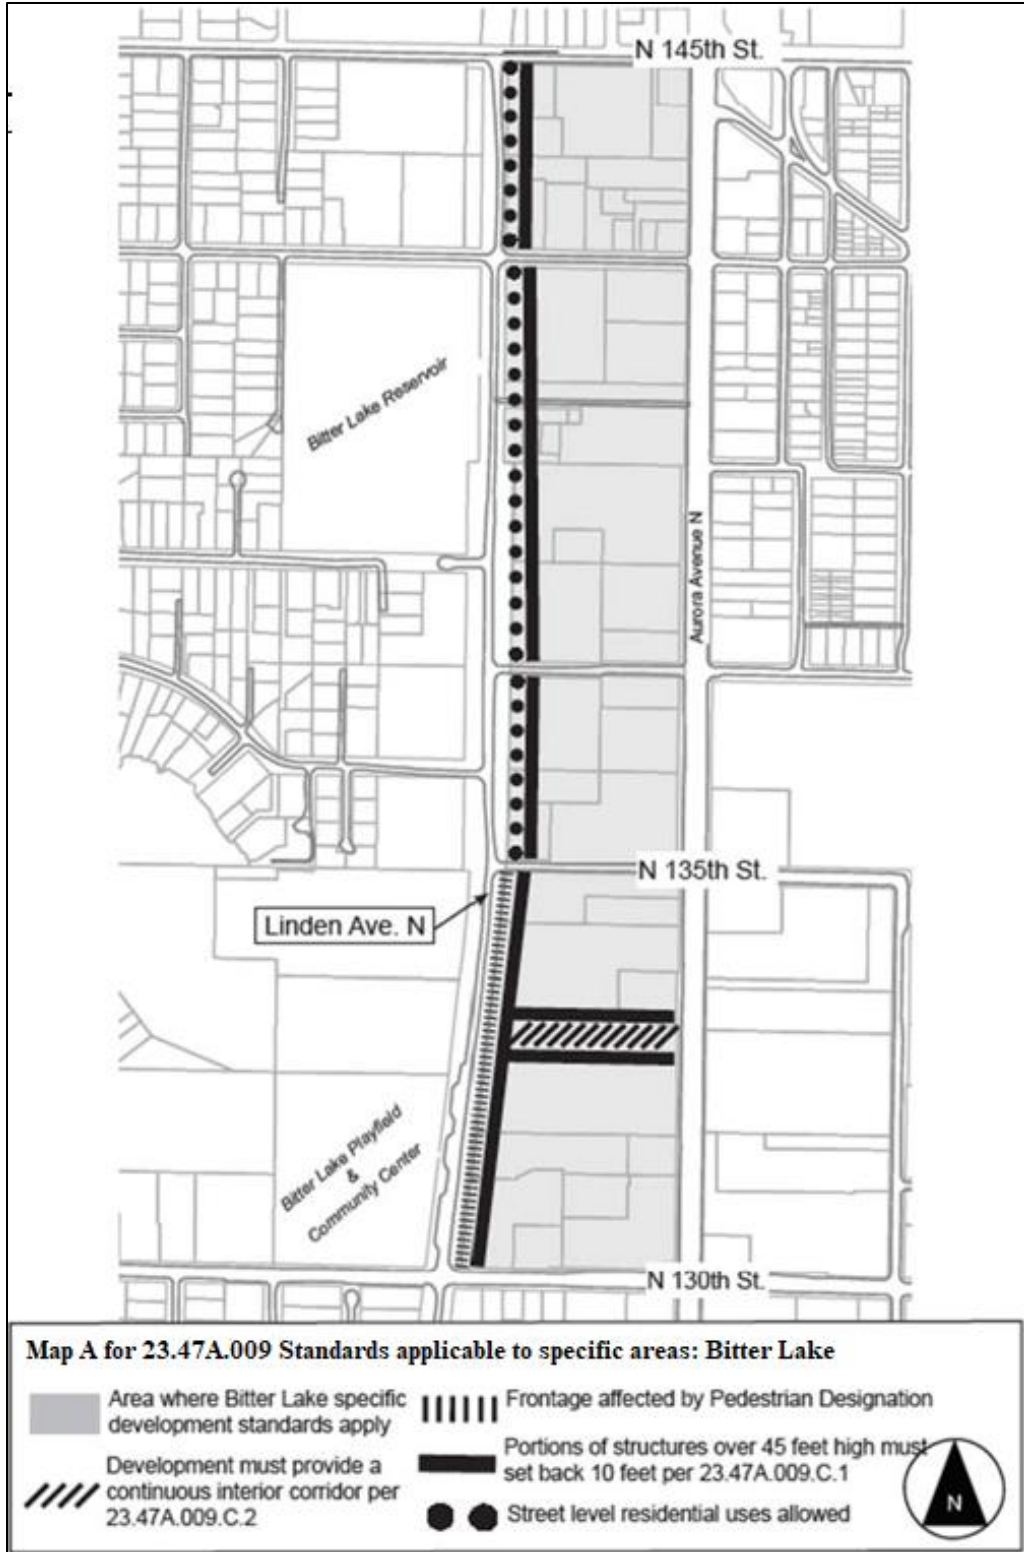 N 145th St.
Bitter Lake Reservoir
Aurora Avenue N
N 135th St.
Linden Ave. N
Bitter Lake Playfield
&
Community Center
N 130th St.
Map A for 23.47A.009 Standards applicable to specific areas: Bitter Lake
Area where Bitter Lake specific
development standards apply
Development must provide a
continuous interior corridor per
23.47A.009.C.2
Frontage affected by Pedestrian Designation
Portions of structures over 45 feet high must
set back 10 feet per 23.47A.009.C.1
Street level residential uses allowed
N